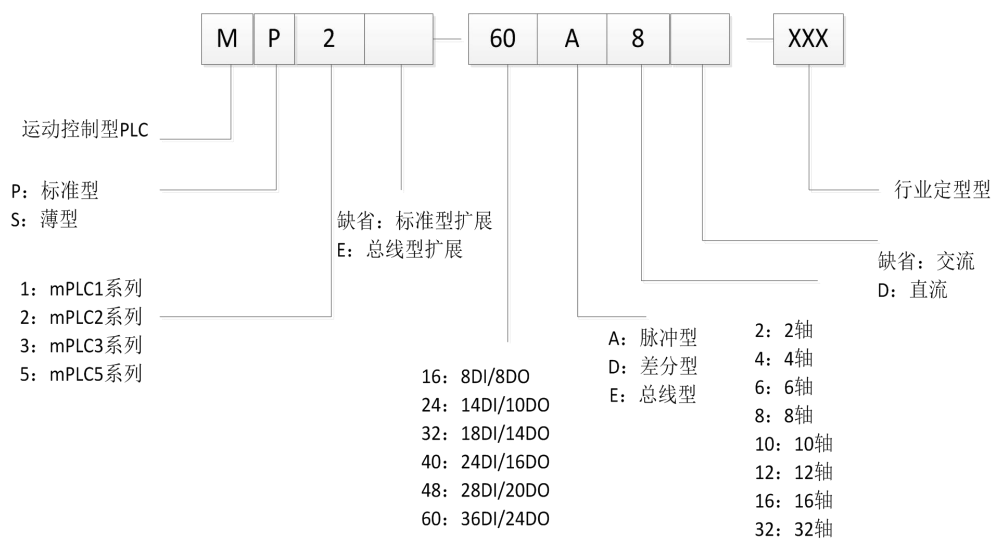 M P 2 60 A 8 XXX
运动控制型PLC
P：标准型
S：薄型
缺省：标准型扩展
E：总线型扩展
行业定型型
缺省：交流
D：直流
1：mPLC1系列
2：mPLC2系列
3：mPLC3系列
5：mPLC5系列
16：8DI/8DO
24：14DI/10DO
32：18DI/14DO
40：24DI/16DO
48：28DI/20DO
60：36DI/24DO
A：脉冲型
D：差分型
E：总线型
2：2轴
4：4轴
6：6轴
8：8轴
10：10轴
12：12轴
16：16轴
32：32轴